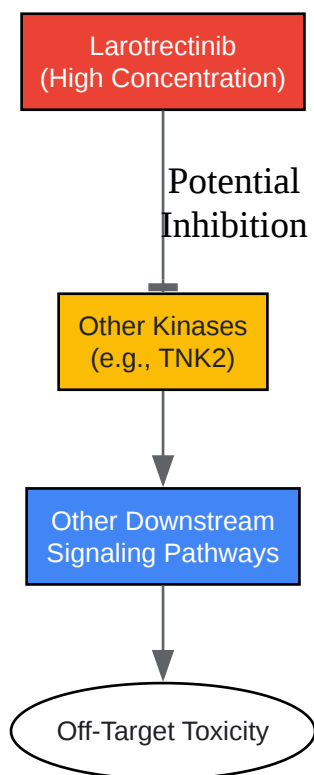 Larotrectinib
(High Concentration)
Potential
Inhibition
Other Kinases
(e.g., TNK2)
Other Downstream
Signaling Pathways
Off-Target Toxicity